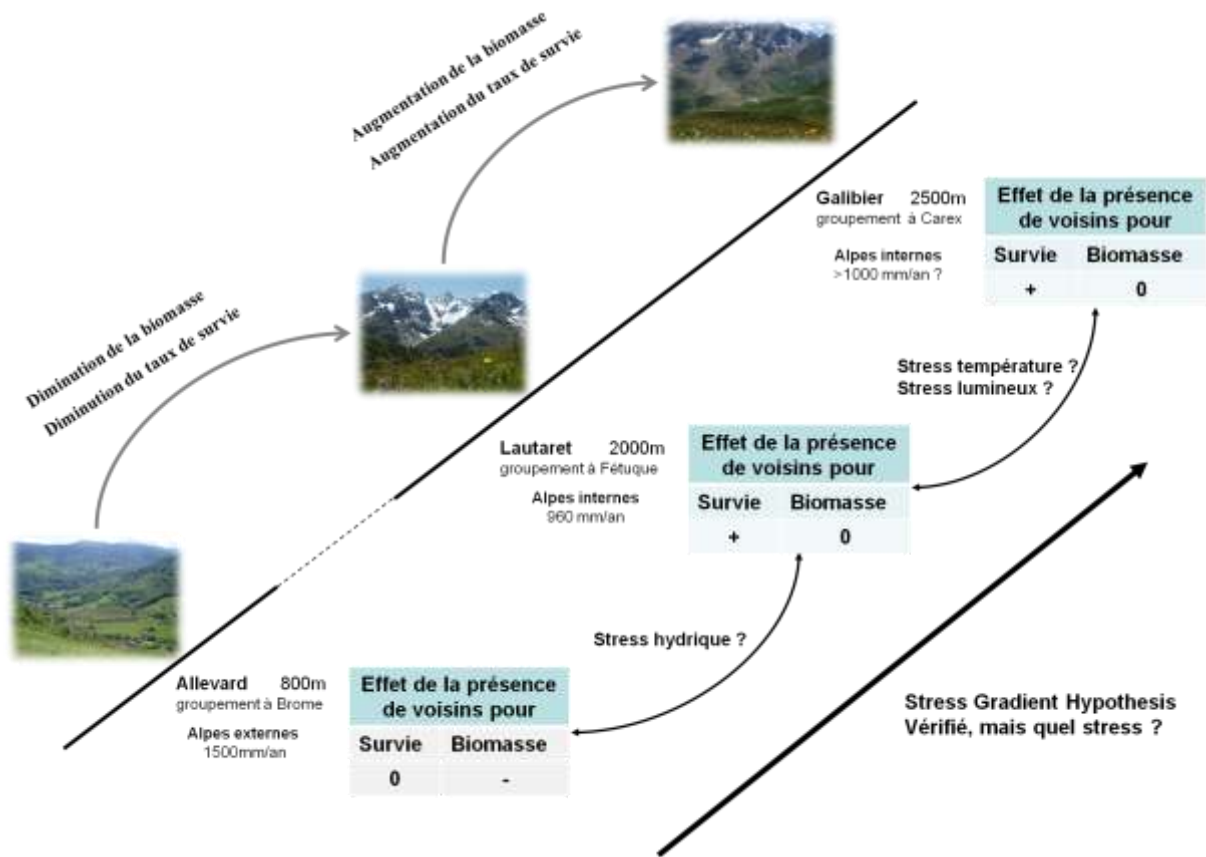 Augmentation de la biomasse
Augmentation du taux de survie
Galibier 2500m
groupement à Carex
Alpes internes
>1000 mm/an ?
Effet de la présence
de voisins pour
Survie Biomasse
+ 0
Diminution de la biomasse
Diminution du taux de survie
Stress température ?
Stress lumineux ?
Lautaret 2000m
groupement à Fétuque
Alpes internes
960 mm/an
Effet de la présence
de voisins pour
Survie Biomasse
+ 0
Stress hydrique ?
Allevard 800m
groupement à Brome
Alpes externes
1500mm/an
Effet de la présence
de voisins pour
Survie Biomasse
0 -
Stress Gradient Hypothesis
Vérifié, mais quel stress ?